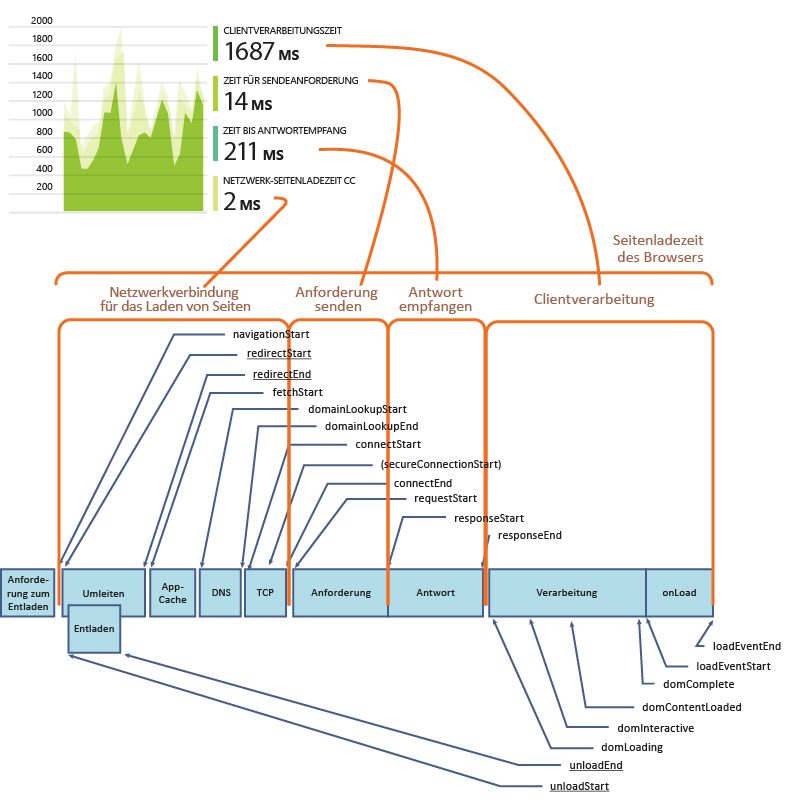 2000
1800
1600
1400
1200
1000
800
600
400
200
CLIENTVERARBEITUNGSZEIT
1687 MS
ZEIT FÜR SENDEANFORDERUNG
14 MS
ZEIT BIS ANTWORTEMPFANG
211 MS
NETZWERK-SEITENLADEZEIT CC
2 MS
Seitenladezeit
des Browsers
Netzwerkverbindung
für das Laden von Seiten
Anforderung
senden
Antwort
empfangen
Clientverarbeitung
navigationStart
redirectStart
redirectEnd
fetchStart
domainLookupStart
domainLookupEnd
connectStart
(secureConnectionStart)
connectEnd
requestStart
responseStart
responseEnd
Anforde-
rung zum
Entladen
Umleiten
App-
Cache
DNS
TCP
Anforderung
Antwort
Verarbeitung
onLoad
Entladen
loadEventEnd
loadEventStart
domComplete
domContentLoaded
domInteractive
domLoading
unloadEnd
unloadStart